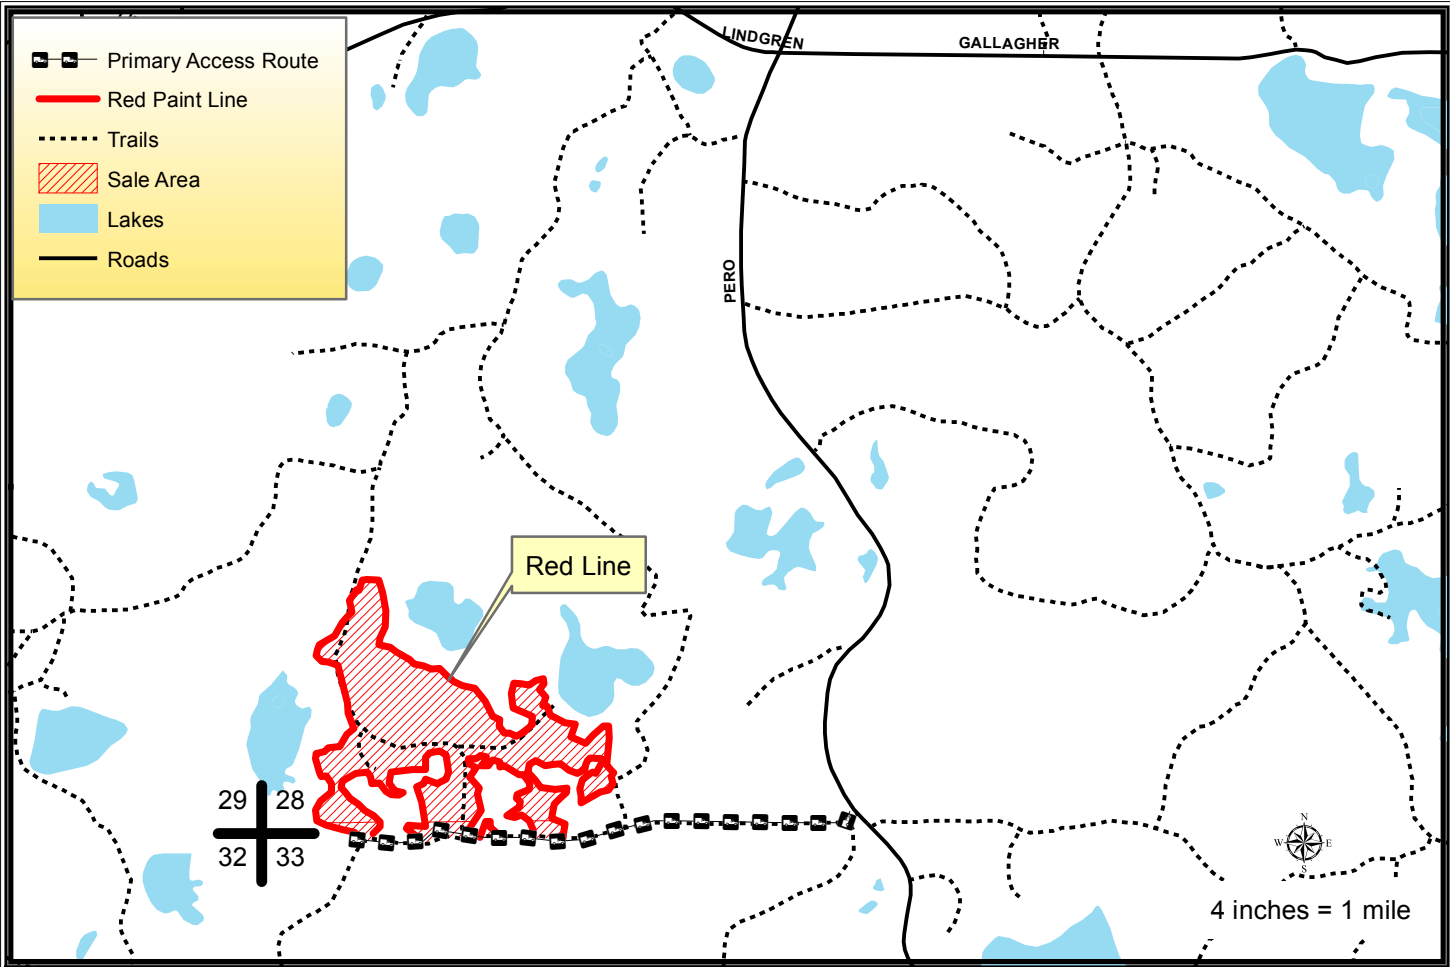 Primary Access Route
Red Paint Line
Trails
Sale Area
Lakes
Roads
LINDGREN
GALLAGHER
PERO
Red Line
29 28
32 33
N
W E
S
4 inches = 1 mile